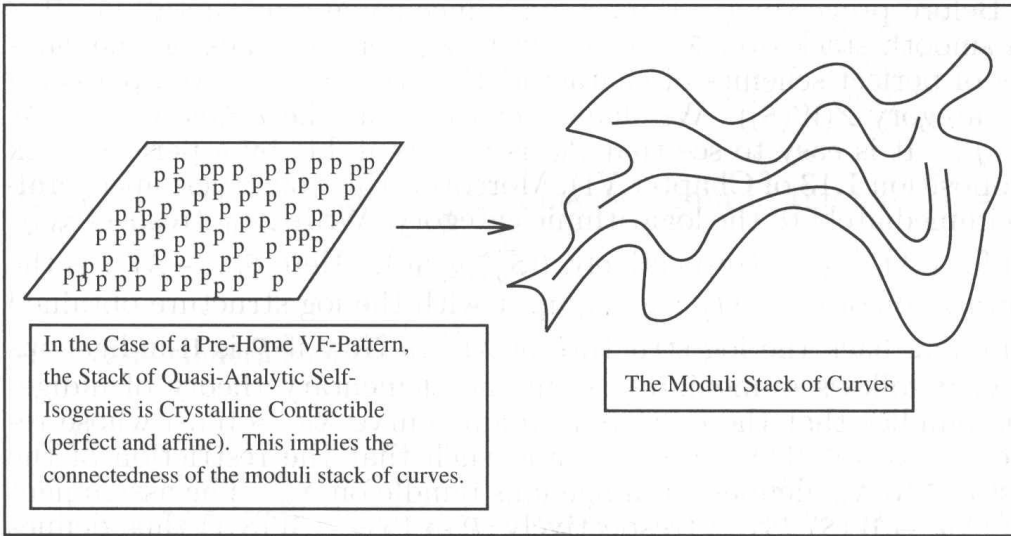 In the Case of a Pre-Home VF-Pattern,
the Stack of Quasi-Analytic Self-
Isogenies is Crystalline Contractible
(perfect and affine). This implies the
connectedness of the moduli stack of curves.
The Moduli Stack of Curves